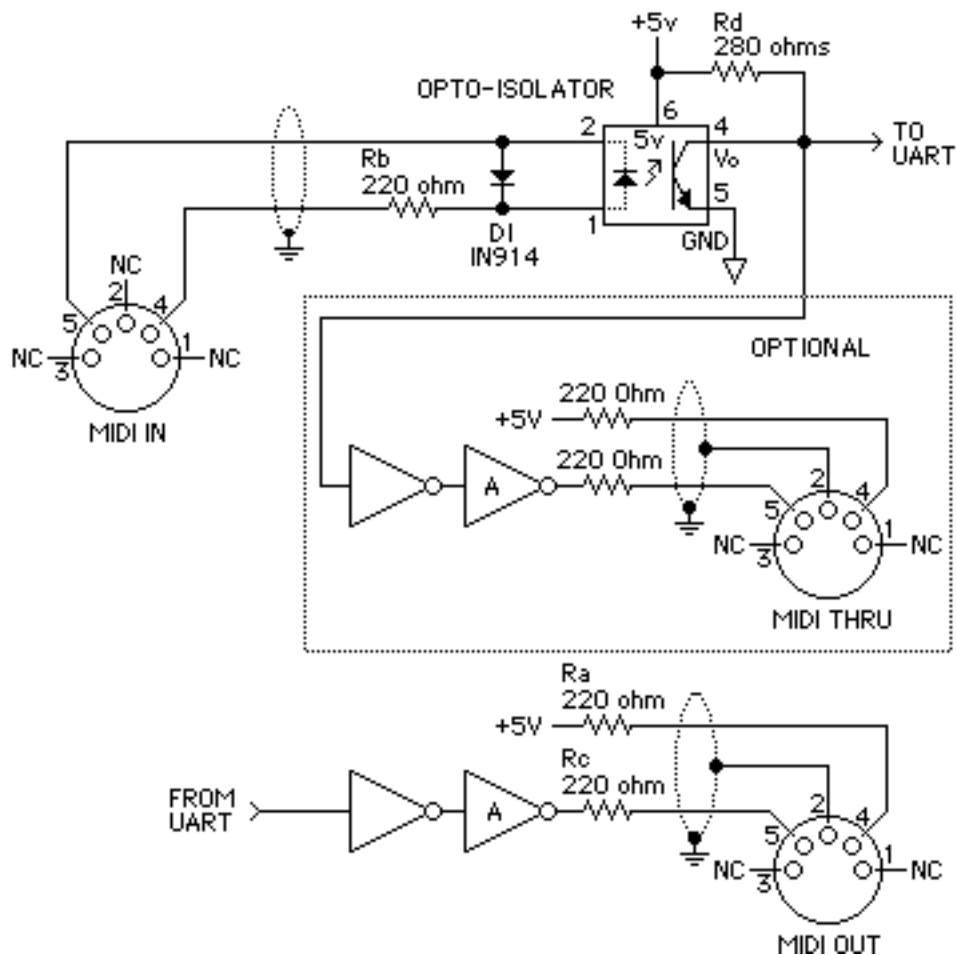 +5v
Rd
280 ohms
OPTO-ISOLATOR
6
2
5v
4
TO
UART
Rb
220 ohm
Vo
5
1
D1
IN914
GND
NC
2
5
4
NC
3
1
NC
MIDI IN
OPTIONAL
220 Ohm
+5V
220 Ohm
A
2
5
4
NC
3
1
NC
MIDI THRU
Ra
220 ohm
+5V
Rc
220 ohm
FROM
UART
A
2
5
4
NC
3
1
NC
MIDI OUT